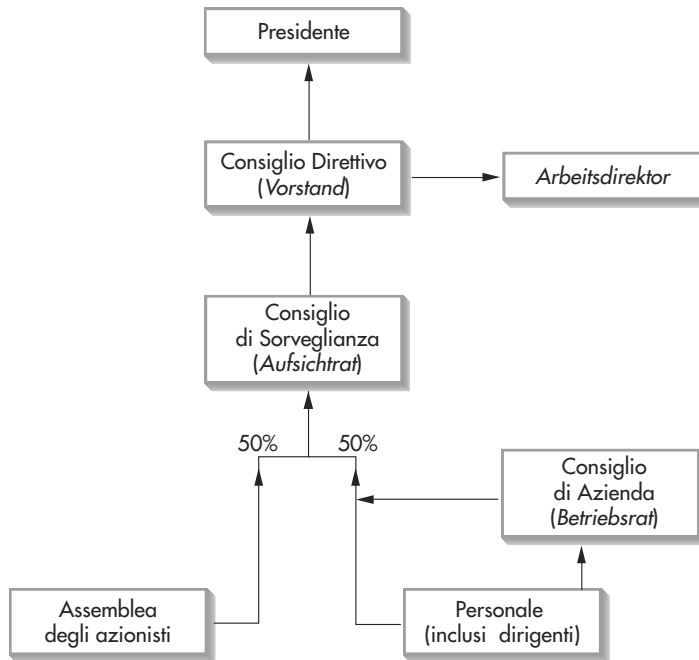 Presidente
Consiglio Direttivo
(Vorstand)
Arbeitsdirektor
Consiglio
di Sorveglianza
(Aufsichtrat)
50%
50%
Consiglio
di Azienda
(Betriebsrat)
Assemblea
degli azionisti
Personale
(inclusi dirigenti)